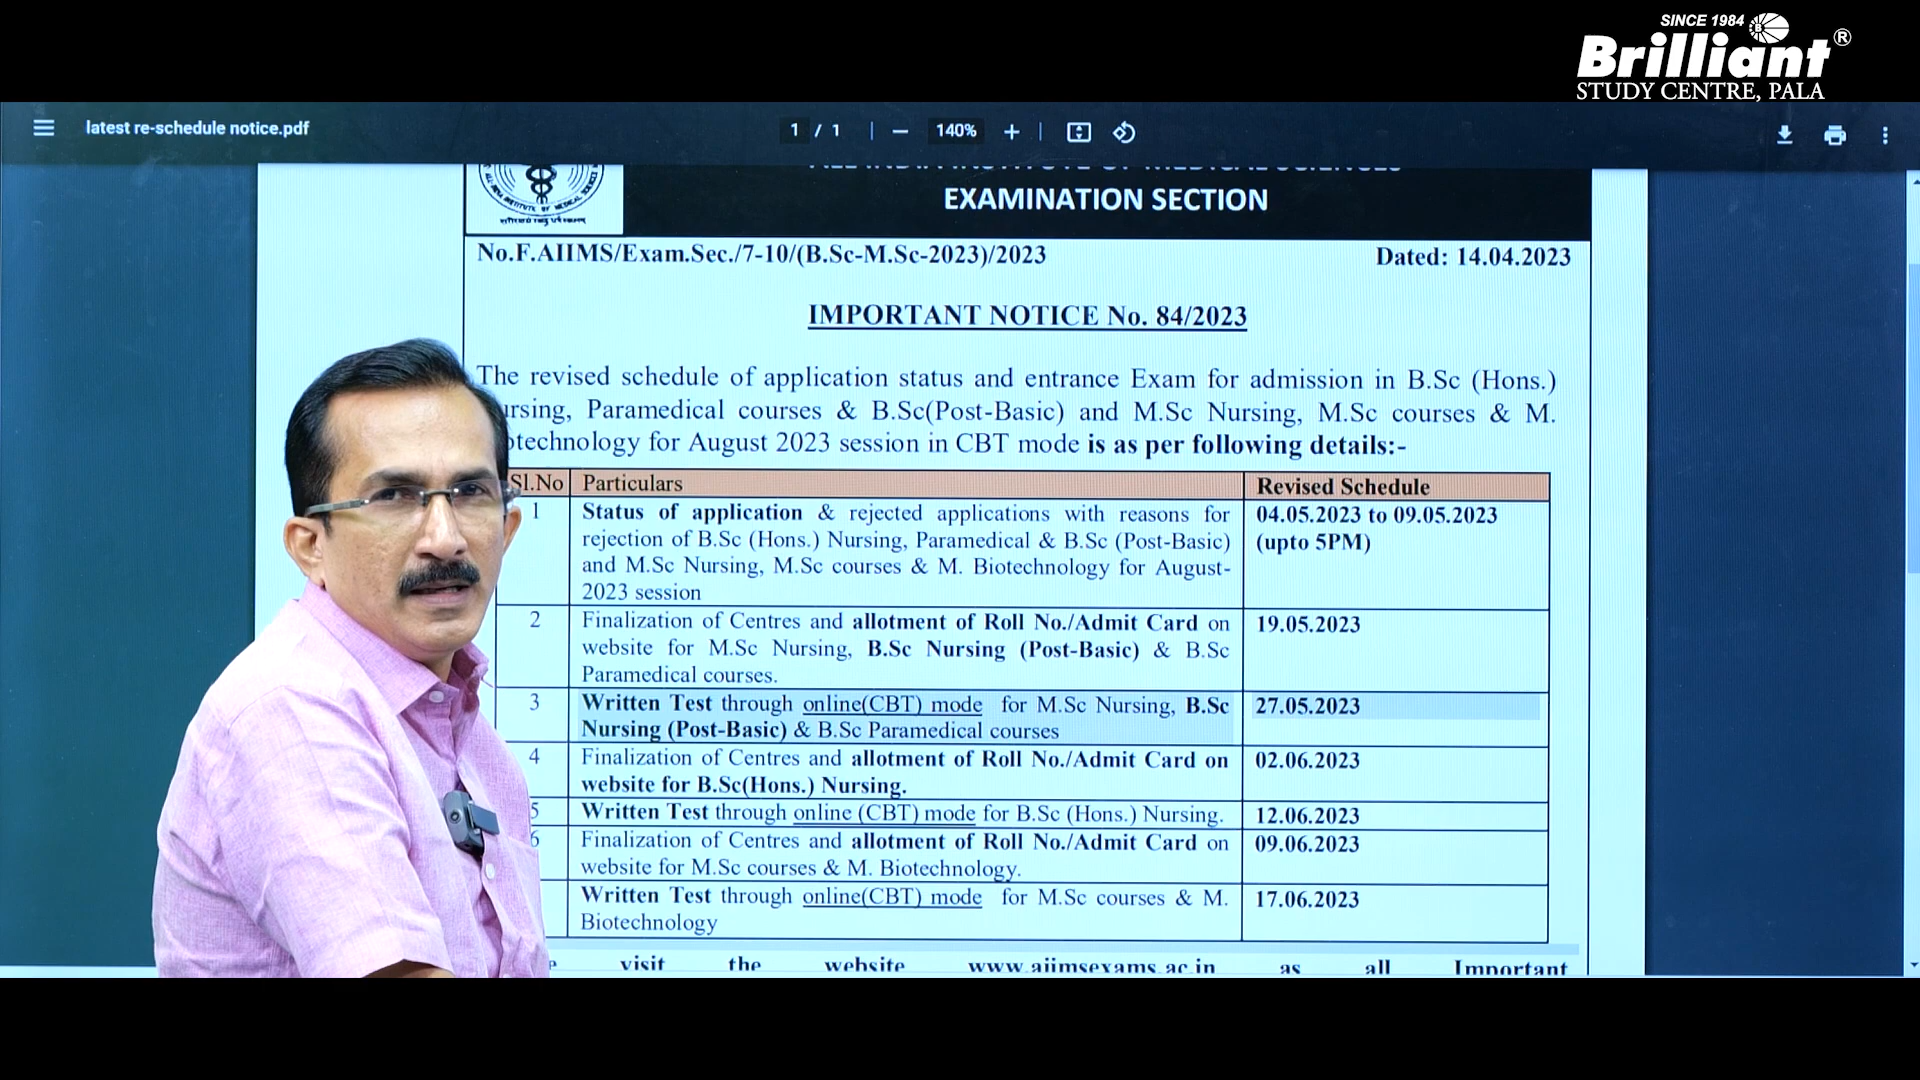 SINCE 1984
Brilliant®
STUDY CENTRE, PALA
latest re-schedule notice.pdf
1 / 1
140%
ALL INDIA INSTITUTE OF MEDICAL SCIENCES
EXAMINATION SECTION
No.F.AIIMS/Exam.Sec./7-10/(B.Sc-M.Sc-2023)/2023 Dated: 14.04.2023
IMPORTANT NOTICE No. 84/2023
The revised schedule of application status and entrance Exam for admission in B.Sc (Hons.)
ursing, Paramedical courses & B.Sc(Post-Basic) and M.Sc Nursing, M.Sc courses & M.
otechnology for August 2023 session in CBT mode is as per following details:-
Sl.No Particulars Revised Schedule
1 Status of application & rejected applications with reasons for 04.05.2023 to 09.05.2023
rejection of B.Sc (Hons.) Nursing, Paramedical & B.Sc (Post-Basic) (upto 5PM)
and M.Sc Nursing, M.Sc courses & M. Biotechnology for August-
2023 session
2 Finalization of Centres and allotment of Roll No./Admit Card on 19.05.2023
website for M.Sc Nursing, B.Sc Nursing (Post-Basic) & B.Sc
Paramedical courses.
3 Written Test through online(CBT) mode for M.Sc Nursing, B.Sc 27.05.2023
Nursing (Post-Basic) & B.Sc Paramedical courses
4 Finalization of Centres and allotment of Roll No./Admit Card on 02.06.2023
website for B.Sc(Hons.) Nursing.
5 Written Test through online (CBT) mode for B.Sc (Hons.) Nursing. 12.06.2023
6 Finalization of Centres and allotment of Roll No./Admit Card on 09.06.2023
website for M.Sc courses & M. Biotechnology.
Written Test through online(CBT) mode for M.Sc courses & M. 17.06.2023
Biotechnology
visit the website www.aiimsexams.ac.in as all Important